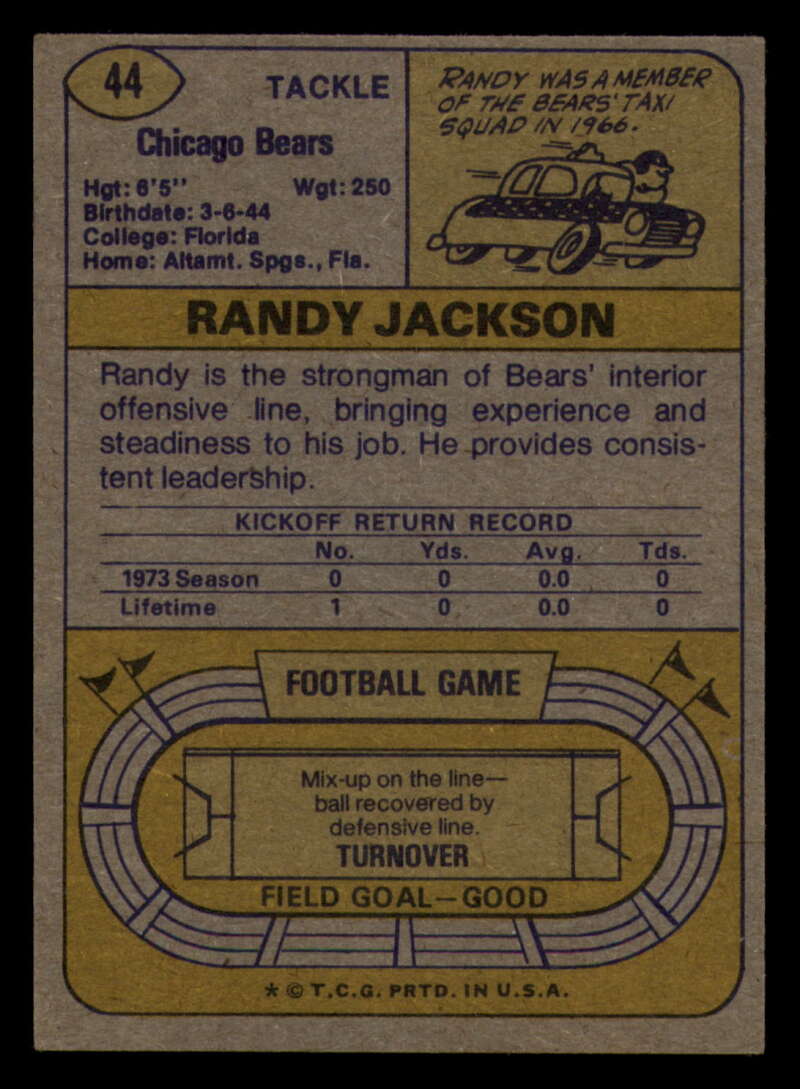 44
TACKLE
Chicago Bears
Hgt: 6'5" Wgt: 250
Birthdate: 3-6-44
College: Florida
Home: Altamt. Spgs., Fla.
RANDY WAS A MEMBER
OF THE BEARS' TAXI
SQUAD IN 1966.
RANDY JACKSON
Randy is the strongman of Bears' interior
offensive line, bringing experience and
steadiness to his job. He provides consis-
tent leadership.
KICKOFF RETURN RECORD
No. Yds. Avg. Tds.
1973 Season 0 0 0.0 0
Lifetime 1 0 0.0 0
FOOTBALL GAME
Mix-up on the line—
ball recovered by
defensive line.
TURNOVER
FIELD GOAL—GOOD
* © T.C.G. PRTD. IN U.S.A.